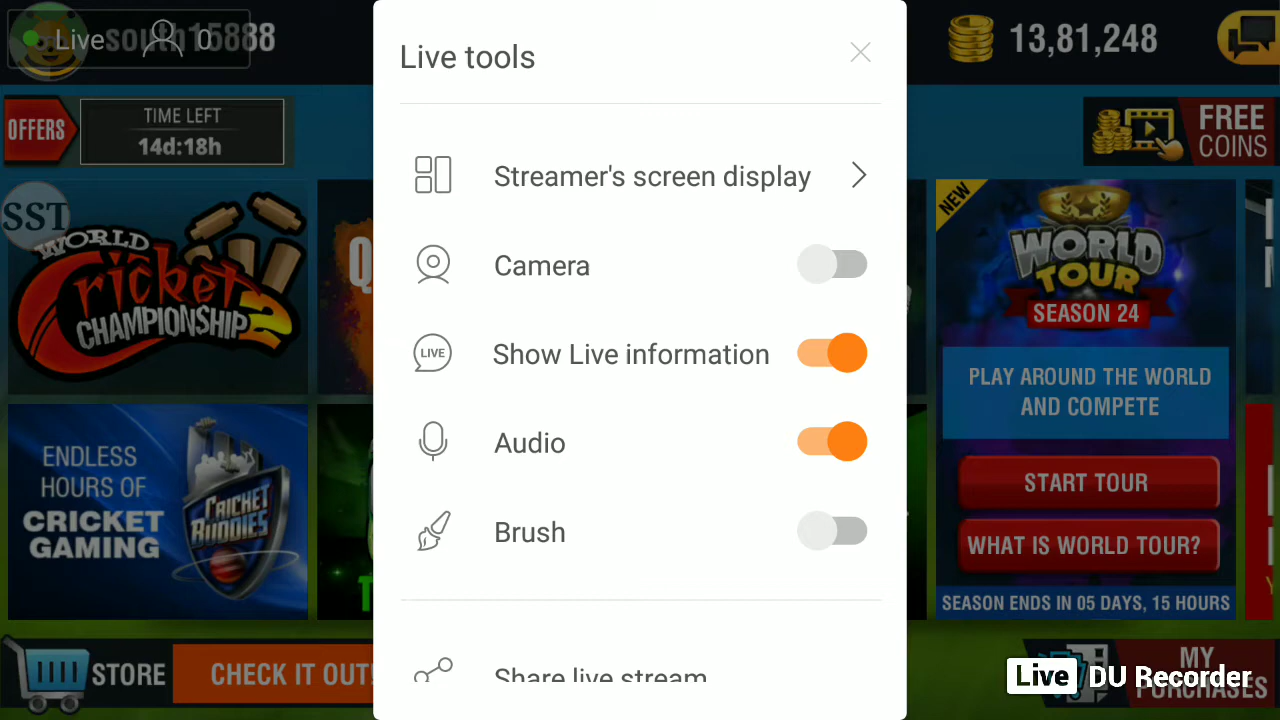 Live south15888 0
13,81,248
Live tools
OFFERS
TIME LEFT
14d:18h
FREE
COINS
Streamer's screen display
SST
WORLD
Cricket
CHAMPIONSHIP 2
Q
NEW
WORLD
TOUR
SEASON 24
Camera
Show Live information
LIVE
PLAY AROUND THE WORLD
AND COMPETE
Audio
ENDLESS
HOURS OF
CRICKET
GAMING
CRICKET
BUDDIES
START TOUR
Brush
WHAT IS WORLD TOUR?
T
SEASON ENDS IN 05 DAYS, 15 HOURS
STORE
CHECK IT OUT!
Share live stream
MY
PURCHASES
Live DU Recorder